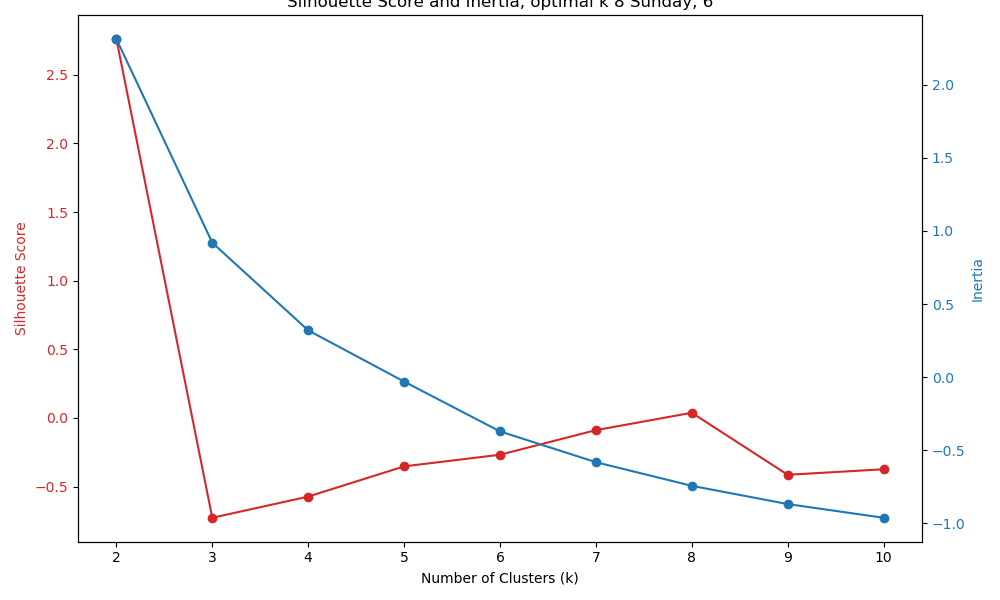 Silhouette Score and Inertia, optimal k 8 Sunday, 6
Silhouette Score
2.5
2.0
1.5
1.0
0.5
0.0
−0.5
2.0
1.5
1.0
0.5
0.0
−0.5
−1.0
Inertia
2 3 4 5 6 7 8 9 10
Number of Clusters (k)